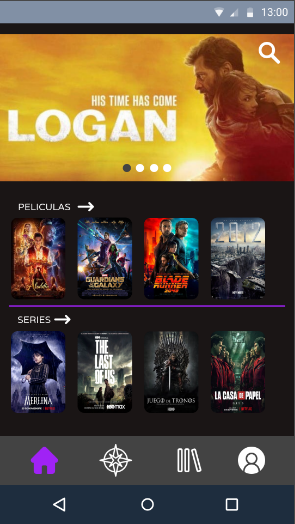 13:00
HIS TIME HAS COME
LOGAN
PELICULAS
Aladdin
GUARDIANS
OF THE
GALAXY
BLADE
RUNNER
2049
2012
SERIES
MERLINA
THE
LAST
OF US
HBO max
JUEGO DE TRONOS
LA CASA DE PAPEL